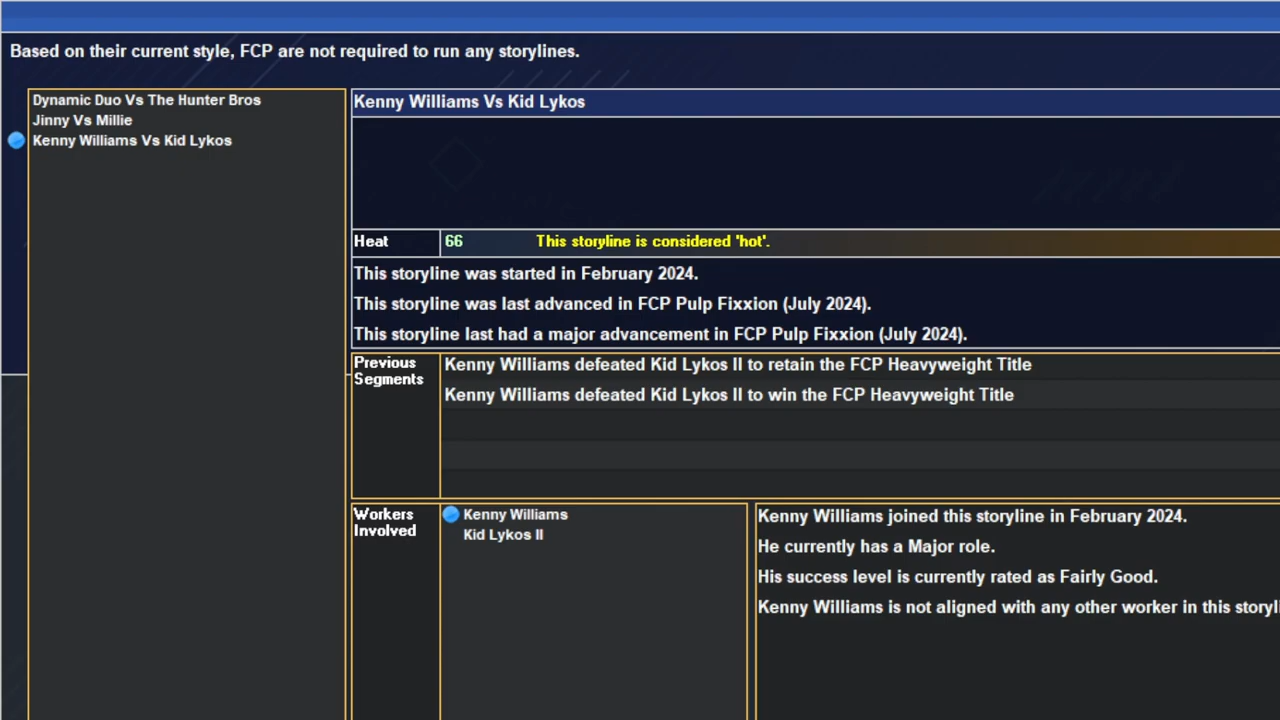 Based on their current style, FCP are not required to run any storylines.
Dynamic Duo Vs The Hunter Bros
Jinny Vs Millie
Kenny Williams Vs Kid Lykos
Kenny Williams Vs Kid Lykos
Heat 66 This storyline is considered 'hot'.
This storyline was started in February 2024.
This storyline was last advanced in FCP Pulp Fixxion (July 2024).
This storyline last had a major advancement in FCP Pulp Fixxion (July 2024).
Previous
Segments
Kenny Williams defeated Kid Lykos II to retain the FCP Heavyweight Title
Kenny Williams defeated Kid Lykos II to win the FCP Heavyweight Title
Workers
Involved
Kenny Williams
Kid Lykos II
Kenny Williams joined this storyline in February 2024.
He currently has a Major role.
His success level is currently rated as Fairly Good.
Kenny Williams is not aligned with any other worker in this storyli